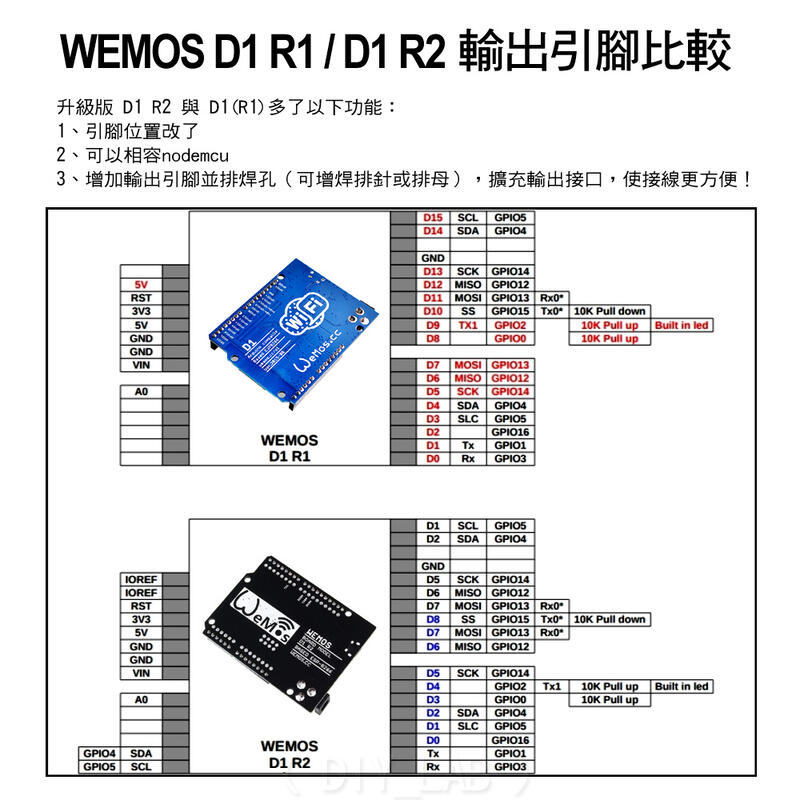 WEMOS D1 R1 / D1 R2 輸出引腳比較
升級版 D1 R2 與 D1(R1)多了以下功能：
1、引腳位置改了
2、可以相容nodemcu
3、增加輸出引腳並排焊孔（可增焊排針或排母），擴充輸出接口，使接線更方便！
D15 SCL GPIO5
D14 SDA GPIO4
GND
D13 SCK GPIO14
5V D12 MISO GPIO12
RST D11 MOSI GPIO13 Rx0*
3V3 D10 SS GPIO15 Tx0* 10K Pull down
5V D9 TX1 GPIO2 10K Pull up Built in led
GND D8 GPIO0 10K Pull up
GND
VIN D7 MOSI GPIO13
D6 MISO GPIO12
A0 D5 SCK GPIO14
D4 SDA GPIO4
D3 SLC GPIO5
D2 GPIO16
D1 Tx GPIO1
D0 Rx GPIO3
WiFi
D1
WeMos.cc
WEMOS
D1 R1
D1 SCL GPIO5
D2 SDA GPIO4
GND
IOREF D5 SCK GPIO14
IOREF D6 MISO GPIO12
RST D7 MOSI GPIO13 Rx0*
3V3 D8 SS GPIO15 Tx0* 10K Pull down
5V D7 MOSI GPIO13 Rx0*
GND D6 MISO GPIO12
GND
VIN D5 SCK GPIO14
D4 GPIO2 Tx1 10K Pull up Built in led
A0 D3 GPIO0 10K Pull up
D2 SDA GPIO4
D1 SLC GPIO5
D0 GPIO16
GPIO4 SDA Tx GPIO1
GPIO5 SCL Rx GPIO3
WeMos
WEMOS
D1 R2
WEMOS.CC
WEMOS
D1 R2
( DIY_LAB )